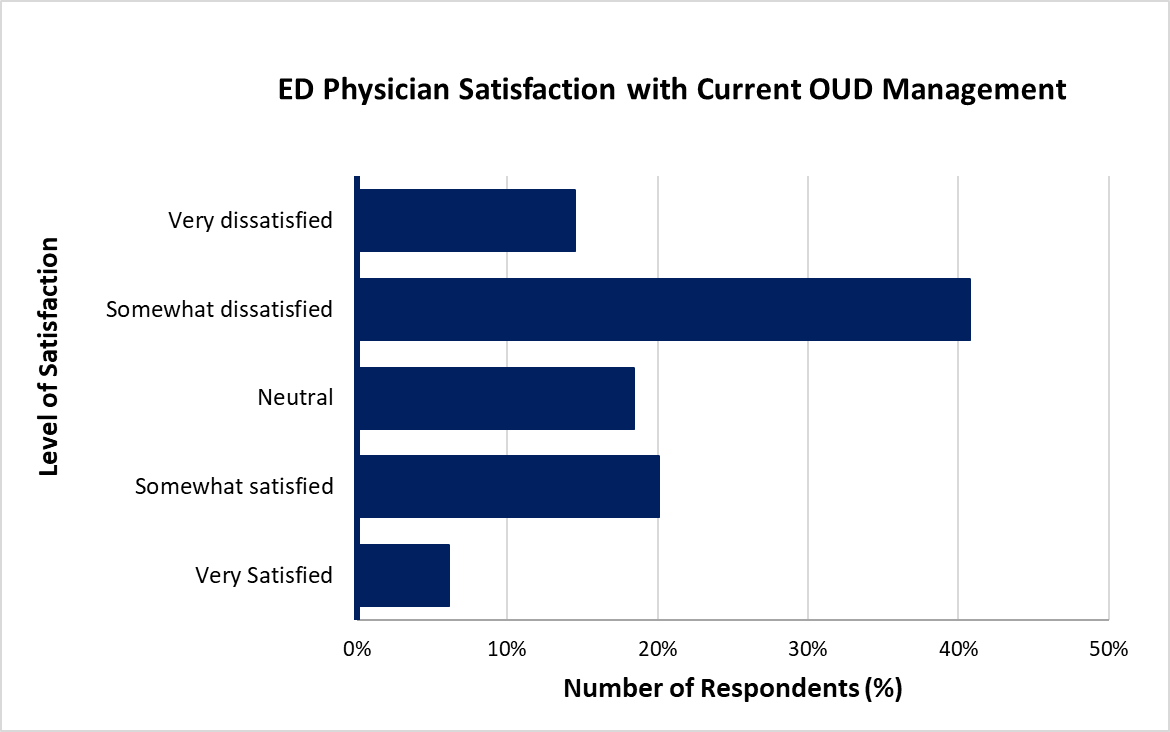 ED Physician Satisfaction with Current OUD Management
Level of Satisfaction
Very dissatisfied
Somewhat dissatisfied
Neutral
Somewhat satisfied
Very Satisfied
0% 10% 20% 30% 40% 50%
Number of Respondents (%)